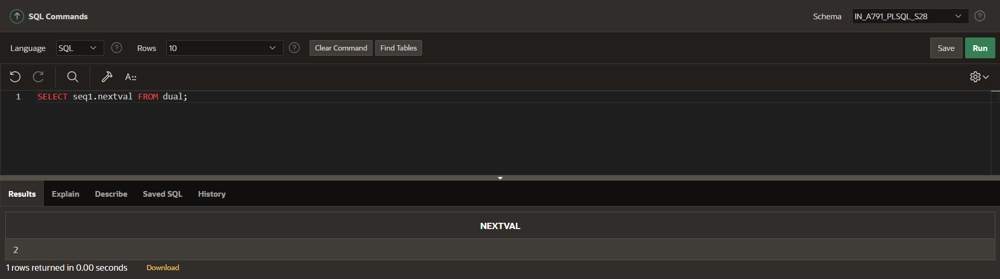 SQL Commands
Schema IN_A791_PLSQL_S28
Language SQL Rows 10 Clear Command Find Tables Save Run
A::
1 SELECT seq1.nextval FROM dual;
Results Explain Describe Saved SQL History
NEXTVAL
2
1 rows returned in 0.00 seconds Download